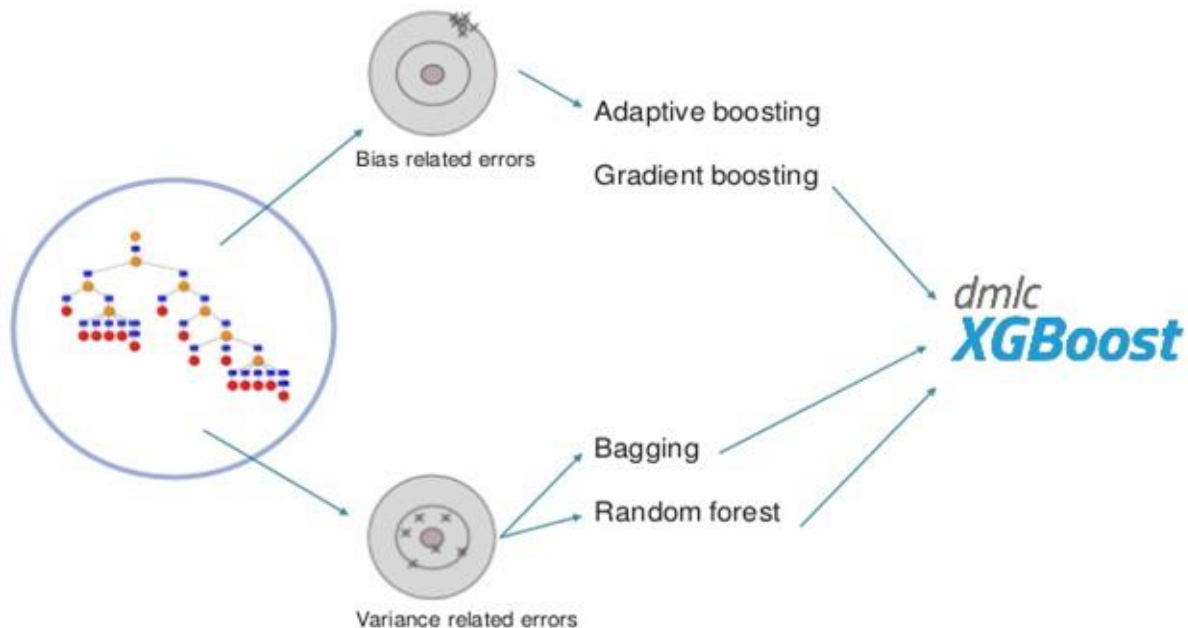 Bias related errors
Adaptive boosting
Gradient boosting
dmlc
XGBoost
Bagging
Random forest
Variance related errors